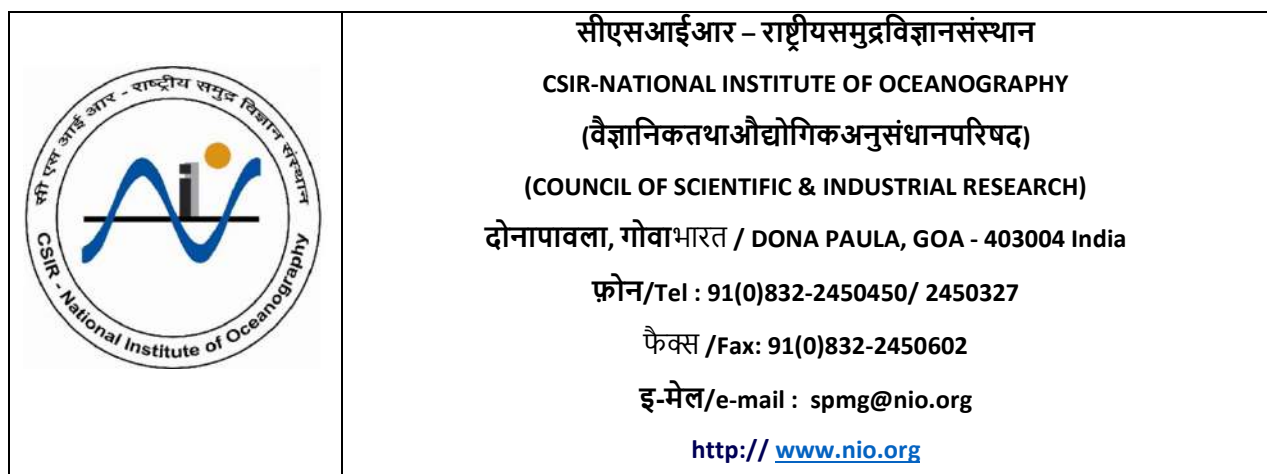 सी एस आई आर - राष्ट्रीय समुद्र विज्ञान संस्थान
CSIR - National Institute of Oceanography
सीएसआईआर – राष्ट्रीयसमुद्रविज्ञानसंस्थान
CSIR-NATIONAL INSTITUTE OF OCEANOGRAPHY
(वैज्ञानिकतथाऔद्योगिकअनुसंधानपरिषद)
(COUNCIL OF SCIENTIFIC & INDUSTRIAL RESEARCH)
दोनापावला, गोवाभारत / DONA PAULA, GOA - 403004 India
फ़ोन/Tel : 91(0)832-2450450/ 2450327
फैक्स /Fax: 91(0)832-2450602
इ-मेल/e-mail : spmg@nio.org
http:// www.nio.org